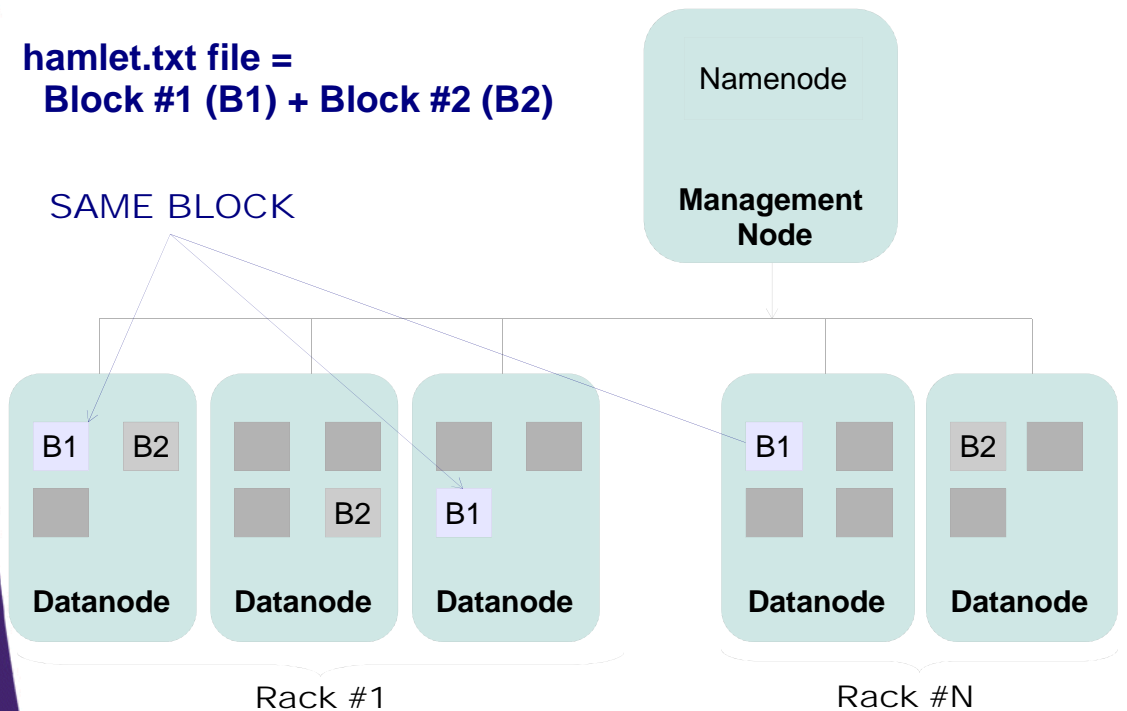 hamlet.txt file =
Block #1 (B1) + Block #2 (B2)
Namenode
Management
Node
SAME BLOCK
B1
B2
B2
B1
B1
B2
Datanode
Datanode
Datanode
Datanode
Datanode
Rack #1
Rack #N